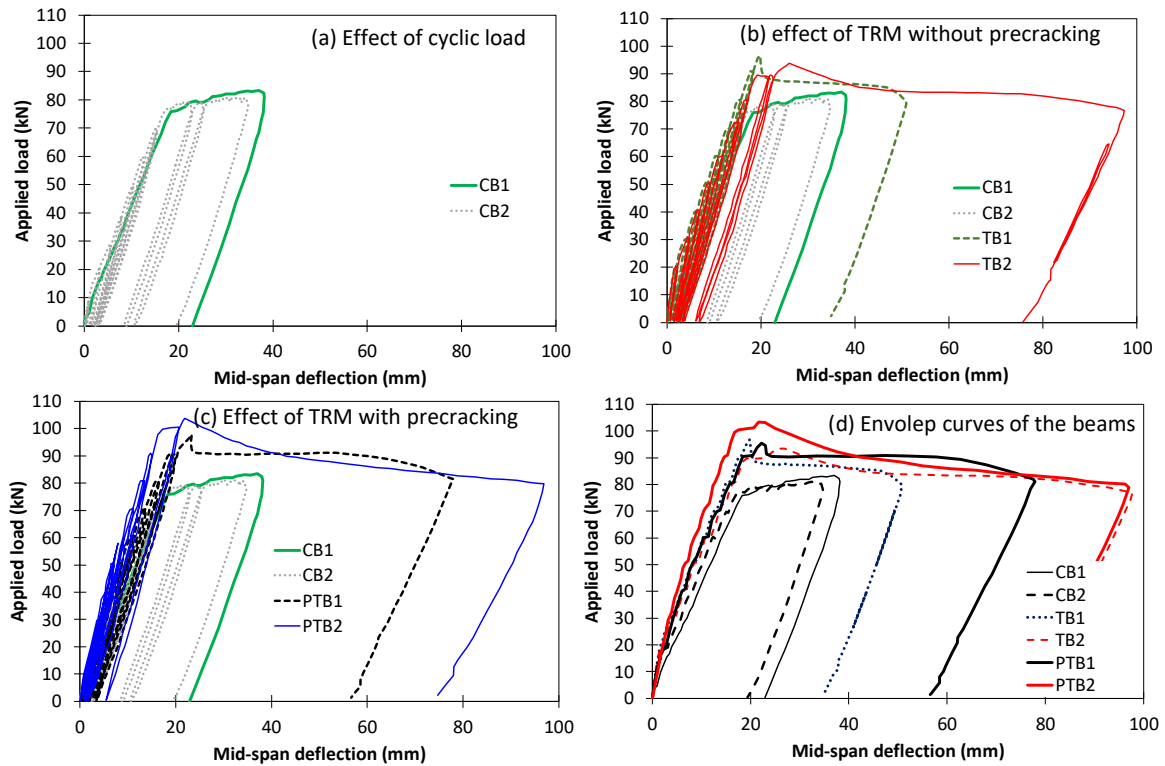 (a) Effect of cyclic load
110
100
90
80
70
60
50
40
30
20
10
0
Applied load (kN)
CB1
CB2
0 20 40 60 80 100
Mid-span deflection (mm)
(b) effect of TRM without precracking
110
100
90
80
70
60
50
40
30
20
10
0
Applied load (kN)
CB1
CB2
TB1
TB2
0 20 40 60 80 100
Mid-span deflection (mm)
(c) Effect of TRM with precracking
110
100
90
80
70
60
50
40
30
20
10
0
Applied load (kN)
CB1
CB2
PTB1
PTB2
0 20 40 60 80 100
Mid-span deflection (mm)
(d) Envolep curves of the beams
110
100
90
80
70
60
50
40
30
20
10
0
Applied load (kN)
CB1
CB2
TB1
TB2
PTB1
PTB2
0 20 40 60 80 100
Mid-span deflection (mm)